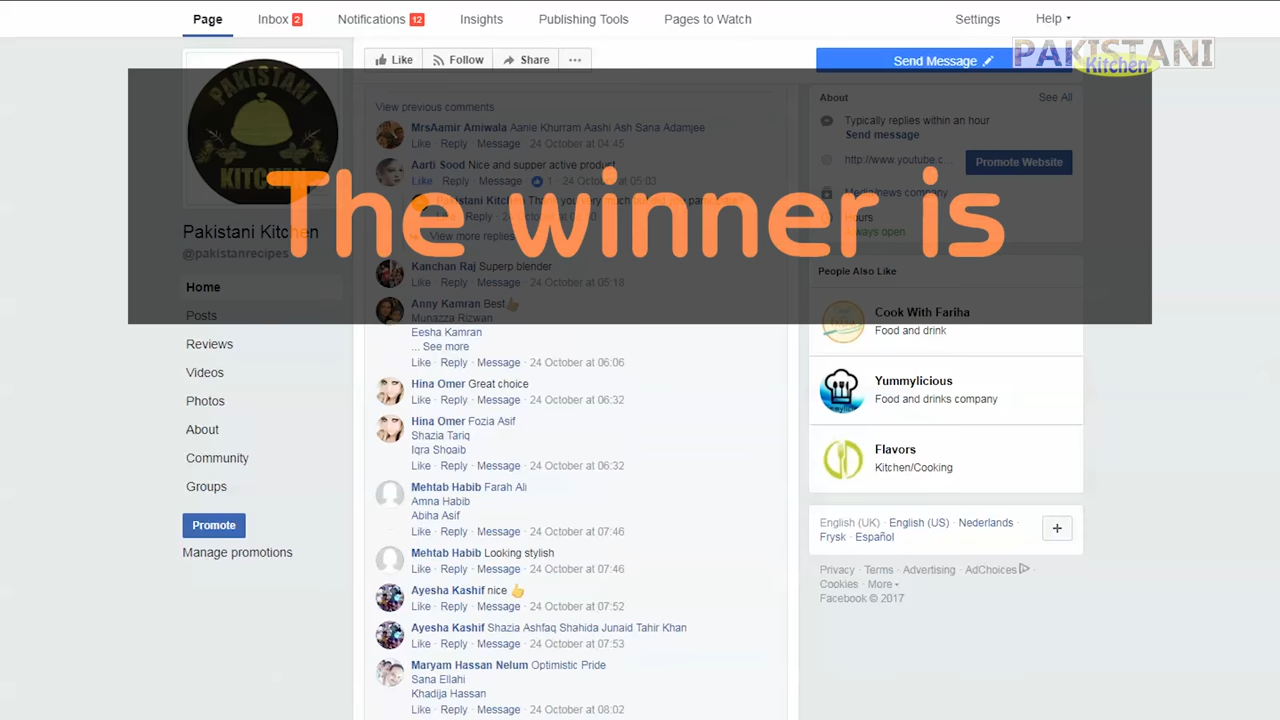 Page Inbox 2 Notifications 12 Insights Publishing Tools Pages to Watch Settings Help
PAKISTANI
Kitchen
Like Follow Share ...
Send Message
PAKISTANI
KITCHEN
Pakistani Kitchen
@pakistanrecipes
Home
Posts
Reviews
Videos
Photos
About
Community
Groups
Promote
Manage promotions
The winner is
View previous comments
MrsAamir Amiwala Aanie Khurram Aashi Ash Sana Adamjee
Like · Reply · Message · 24 October at 04:45
Aarti Sood Nice and supper active product
Like · Reply · Message · 1 · 24 October at 05:03
Pakistani Kitchen Thank you very much
Like · Reply ·
View more replies
Kanchan Raj Superp blender
Like · Reply · Message · 24 October at 05:18
Anny Kamran Best
Munazza Rizwan
Eesha Kamran
... See more
Like · Reply · Message · 24 October at 06:06
Hina Omer Great choice
Like · Reply · Message · 24 October at 06:32
Hina Omer Fozia Asif
Shazia Tariq
Iqra Shoaib
Like · Reply · Message · 24 October at 06:32
Mehtab Habib Farah Ali
Amna Habib
Abiha Asif
Like · Reply · Message · 24 October at 07:46
Mehtab Habib Looking stylish
Like · Reply · Message · 24 October at 07:46
Ayesha Kashif nice
Like · Reply · Message · 24 October at 07:52
Ayesha Kashif Shazia Ashfaq Shahida Junaid Tahir Khan
Like · Reply · Message · 24 October at 07:53
Maryam Hassan Nelum Optimistic Pride
Sana Ellahi
Khadija Hassan
Like · Reply · Message · 24 October at 08:02
About See All
Typically replies within an hour
Send message
http://www.youtube.c... Promote Website
Media/news company
Hours
Always open
People Also Like
Cook With Fariha
Food and drink
Yummylicious
Food and drinks company
Flavors
Kitchen/Cooking
English (UK) · English (US) · Nederlands ·
Frysk · Español
+
Privacy · Terms · Advertising · AdChoices ·
Cookies · More
Facebook © 2017